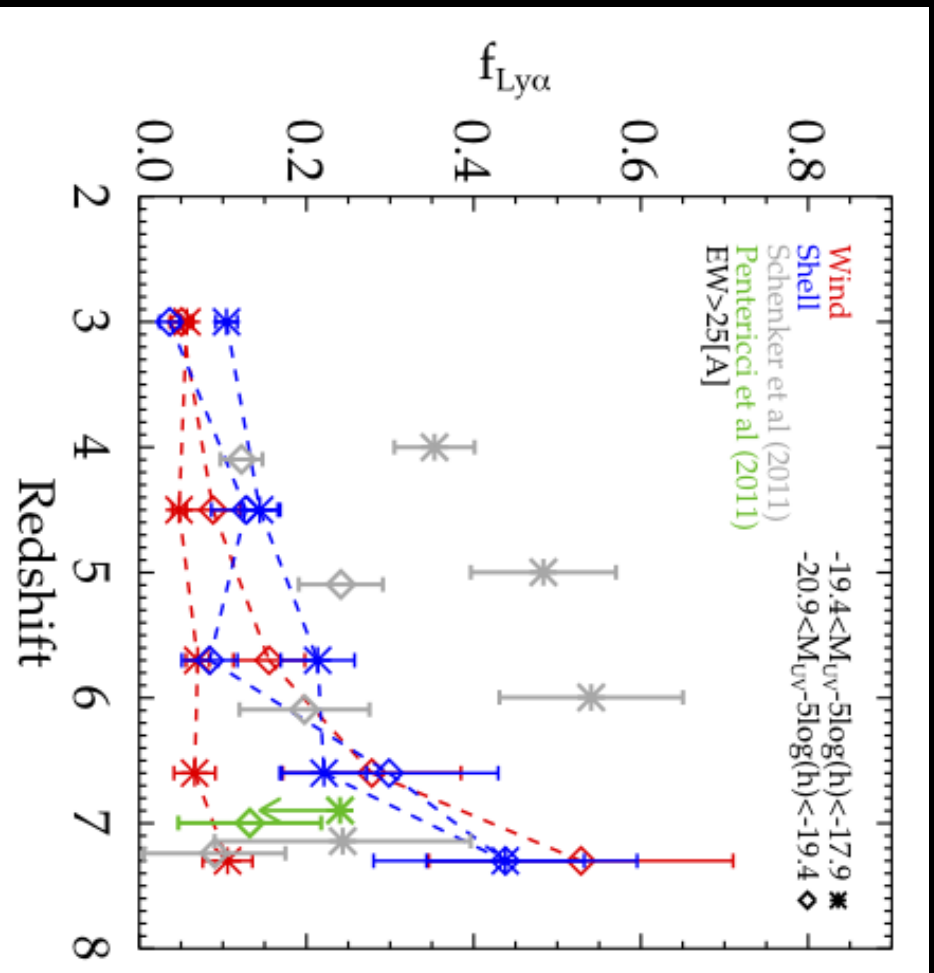 f_Lyα
0.8
0.6
0.4
0.2
0.0
Wind
Shell
Schenker et al (2011)
Pentericci et al (2011)
EW>25[A]
-19.4<M_UV-5log(h)<-17.9
-20.9<M_UV-5log(h)<-19.4
2 3 4 5 6 7 8
Redshift